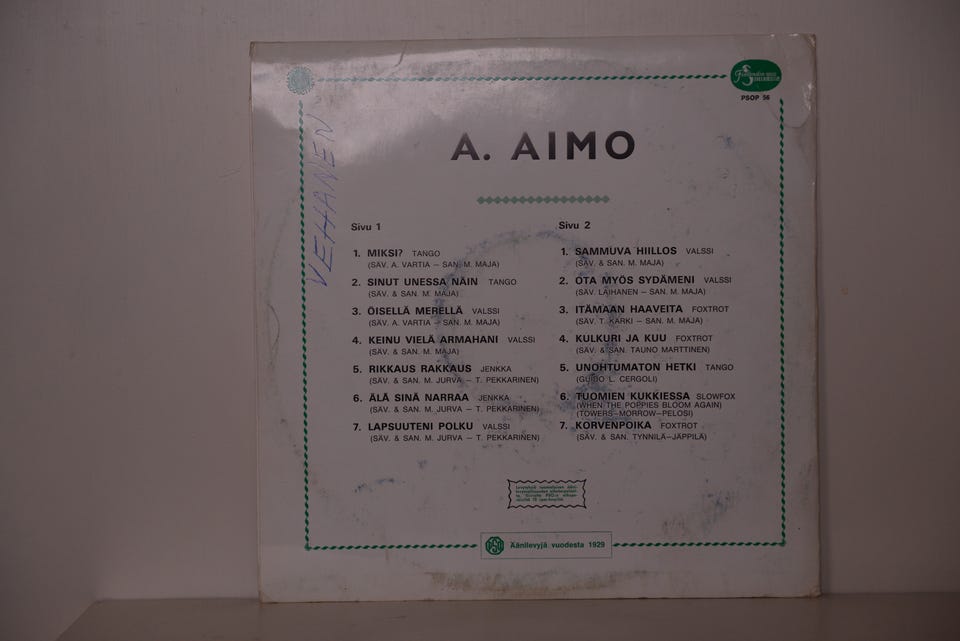 PSOP 56
VEHANEN
A. AIMO
Sivu 1
1. MIKSI? TANGO
(SÄV. A. VARTIA – SAN. M. MAJA)
2. SINUT UNESSA NÄIN TANGO
(SÄV. & SAN. M. MAJA)
3. ÖISELLÄ MERELLÄ VALSSI
(SÄV. A. VARTIA – SAN. M. MAJA)
4. KEINU VIELÄ ARMAHANI VALSSI
(SÄV. & SAN. M. MAJA)
5. RIKKAUS RAKKAUS JENKKA
(SÄV. & SAN. M. JURVA – T. PEKKARINEN)
6. ÄLÄ SINÄ NARRAA JENKKA
(SÄV. & SAN. M. JURVA – T. PEKKARINEN)
7. LAPSUUTENI POLKU VALSSI
(SÄV. & SAN. M. JURVA – T. PEKKARINEN)
Sivu 2
1. SAMMUVA HIILLOS VALSSI
(SÄV. & SAN. M. MAJA)
2. OTA MYÖS SYDÄMENI VALSSI
(SÄV. LAIHANEN – SAN. M. MAJA)
3. ITÄMAAN HAAVEITA FOXTROT
(SÄV. T. KÄRKI – SAN. M. MAJA)
4. KULKURI JA KUU FOXTROT
(SÄV. & SAN. TAUNO MARTTINEN)
5. UNOHTUMATON HETKI TANGO
(GUIDO L. CERGOLI)
6. TUOMIEN KUKKIESSA SLOWFOX
(WHEN THE POPPIES BLOOM AGAIN)
(TOWERS–MORROW–PELOSI)
7. KORVENPOIKA FOXTROT
(SÄV. & SAN. TYNNILÄ–JÄPPILÄ)
PSO Äänilevyjä vuodesta 1929